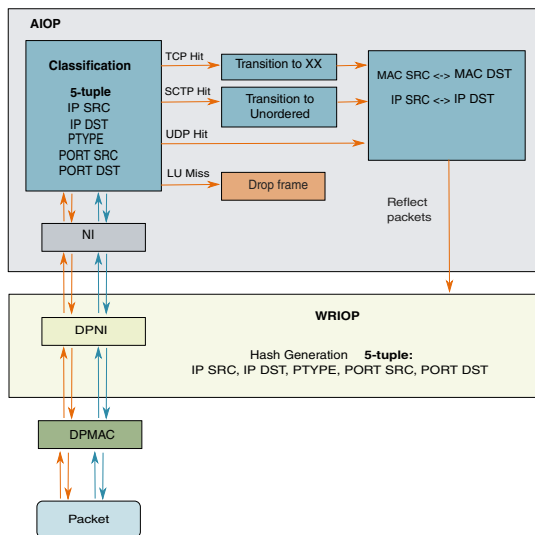 AIOP
Classification
5-tuple
IP SRC
IP DST
PTYPE
PORT SRC
PORT DST
TCP Hit
SCTP Hit
UDP Hit
LU Miss
Transition to XX
Transition to
Unordered
Drop frame
MAC SRC <-> MAC DST
IP SRC <-> IP DST
Reflect
packets
NI
WRIOP
DPNI
Hash Generation 5-tuple:
IP SRC, IP DST, PTYPE, PORT SRC, PORT DST
DPMAC
Packet